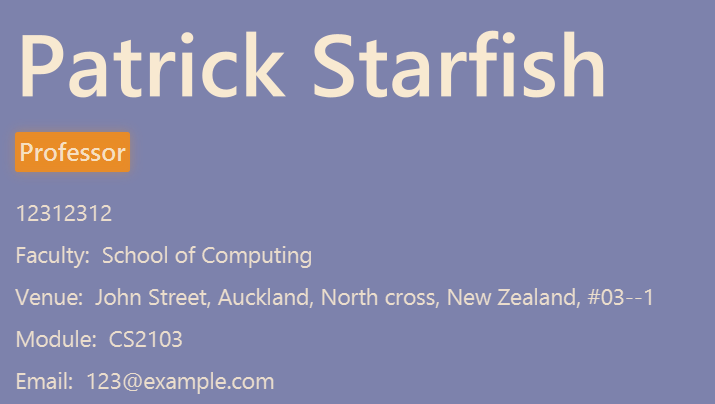 Patrick Starfish
Professor
12312312
Faculty: School of Computing
Venue: John Street, Auckland, North cross, New Zealand, #03--1
Module: CS2103
Email: 123@example.com